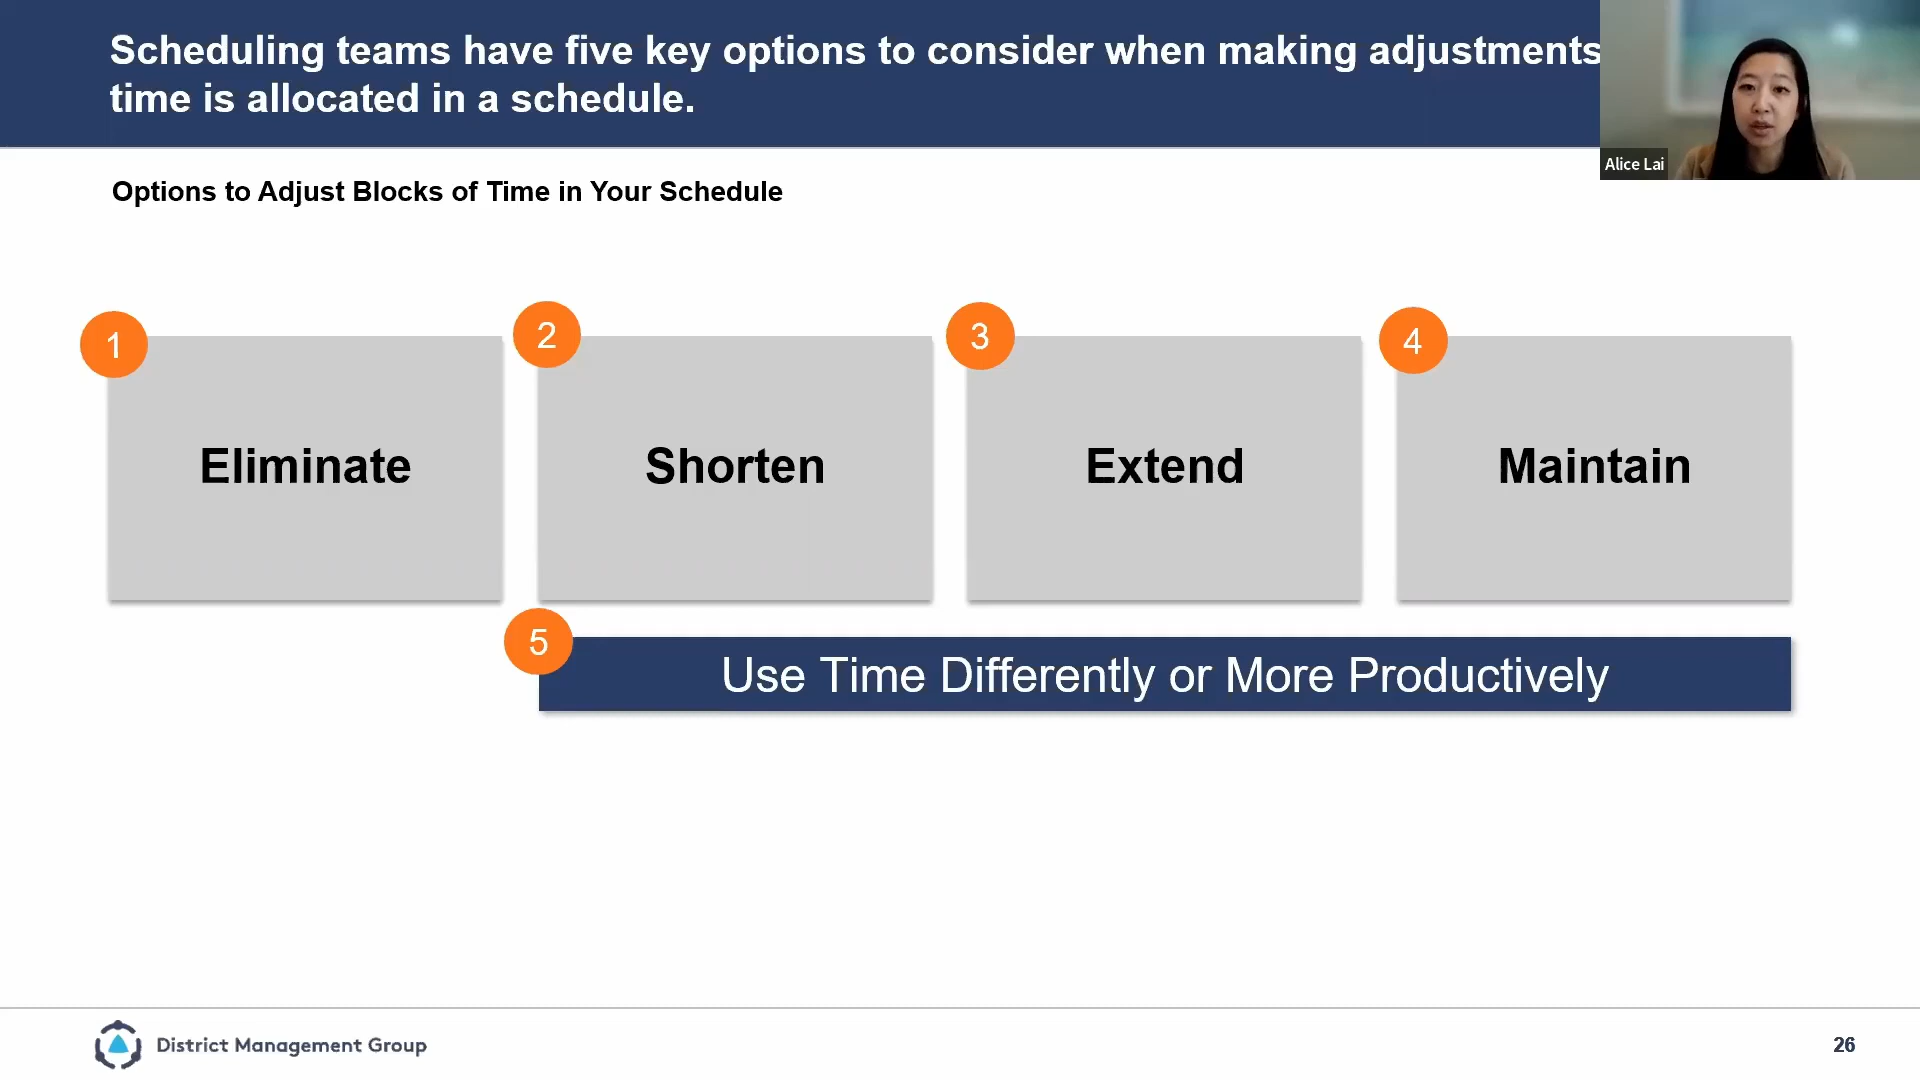 Scheduling teams have five key options to consider when making adjustments
time is allocated in a schedule.
Alice Lai
Options to Adjust Blocks of Time in Your Schedule
1
Eliminate
2
Shorten
3
Extend
4
Maintain
5
Use Time Differently or More Productively
District Management Group
26